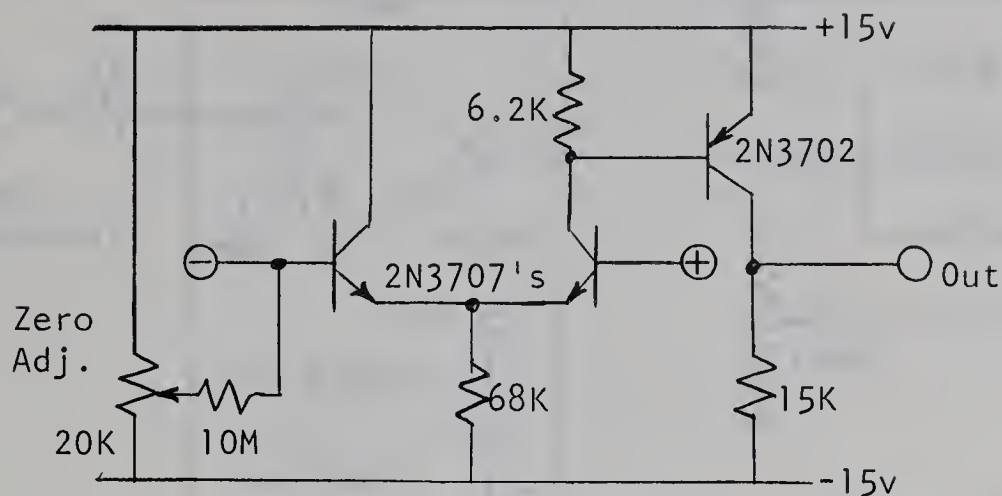 +15v
6.2K
2N3702
−
2N3707's
+
Out
Zero
Adj.
68K
15K
20K
10M
-15v